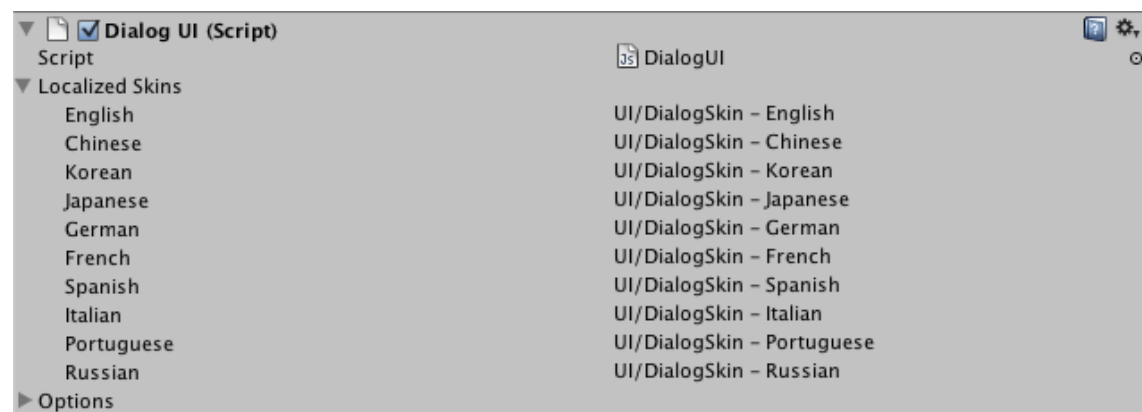 Dialog UI (Script)
Script JS DialogUI
Localized Skins
English UI/DialogSkin – English
Chinese UI/DialogSkin – Chinese
Korean UI/DialogSkin – Korean
Japanese UI/DialogSkin – Japanese
German UI/DialogSkin – German
French UI/DialogSkin – French
Spanish UI/DialogSkin – Spanish
Italian UI/DialogSkin – Italian
Portuguese UI/DialogSkin – Portuguese
Russian UI/DialogSkin – Russian
Options